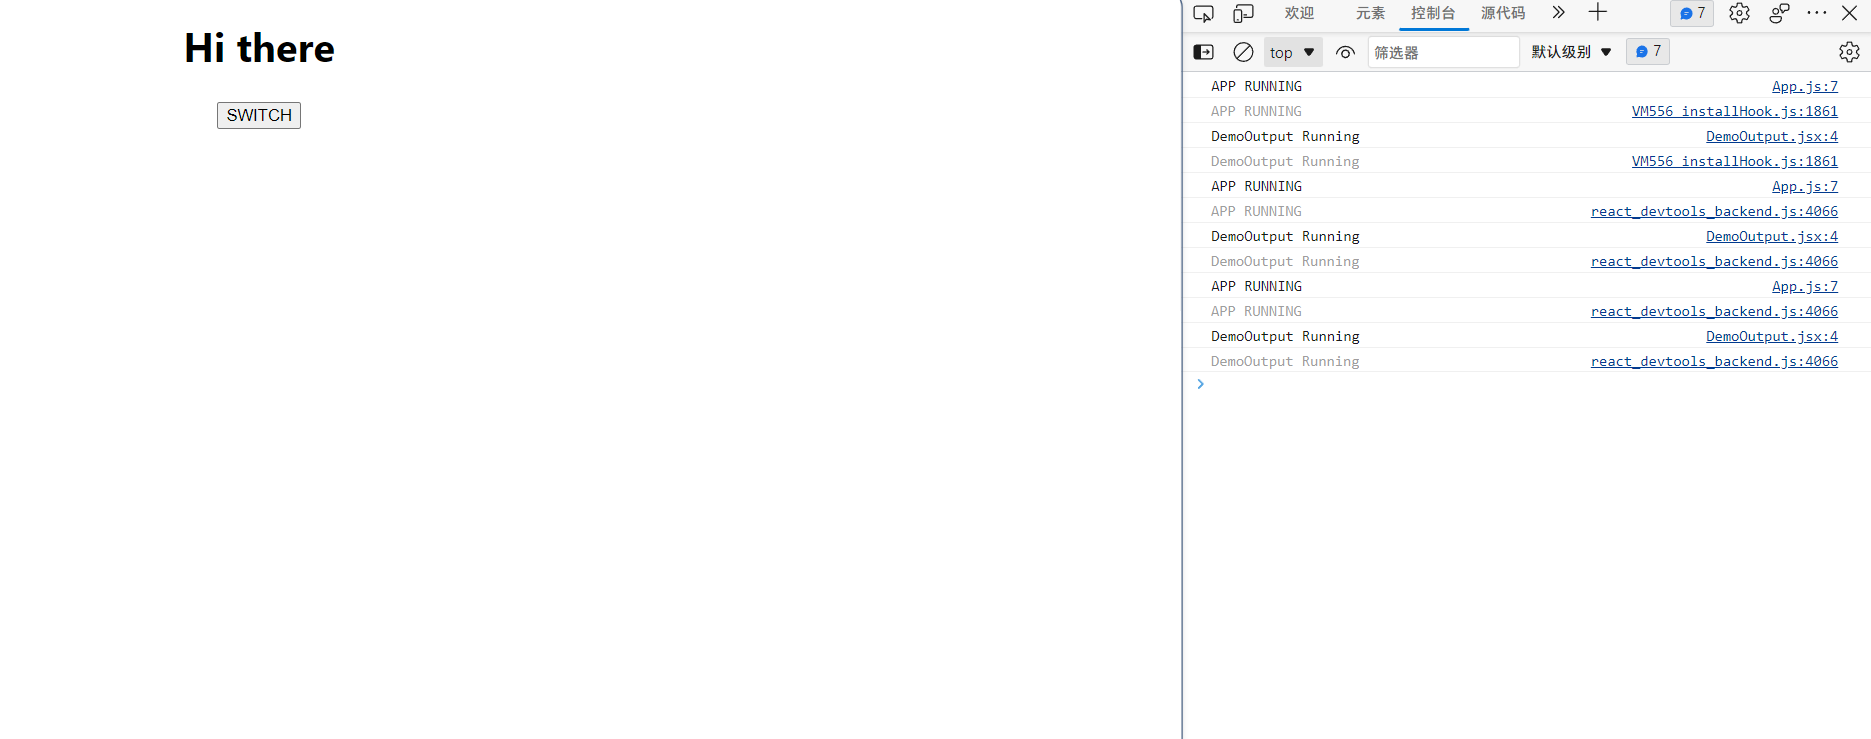 Hi there
SWITCH
欢迎 元素 控制台 源代码 7
top 筛选器 默认级别 7
APP RUNNING App.js:7
APP RUNNING VM556 installHook.js:1861
DemoOutput Running DemoOutput.jsx:4
DemoOutput Running VM556 installHook.js:1861
APP RUNNING App.js:7
APP RUNNING react_devtools_backend.js:4066
DemoOutput Running DemoOutput.jsx:4
DemoOutput Running react_devtools_backend.js:4066
APP RUNNING App.js:7
APP RUNNING react_devtools_backend.js:4066
DemoOutput Running DemoOutput.jsx:4
DemoOutput Running react_devtools_backend.js:4066